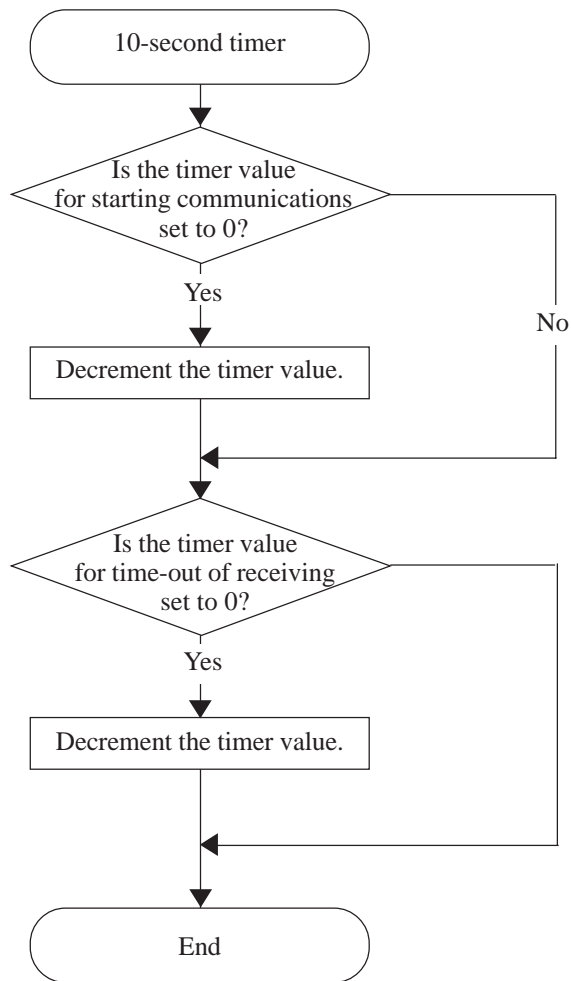 10-second timer
Is the timer value
for starting communications
set to 0?
Yes
No
Decrement the timer value.
Is the timer value
for time-out of receiving
set to 0?
Yes
Decrement the timer value.
End